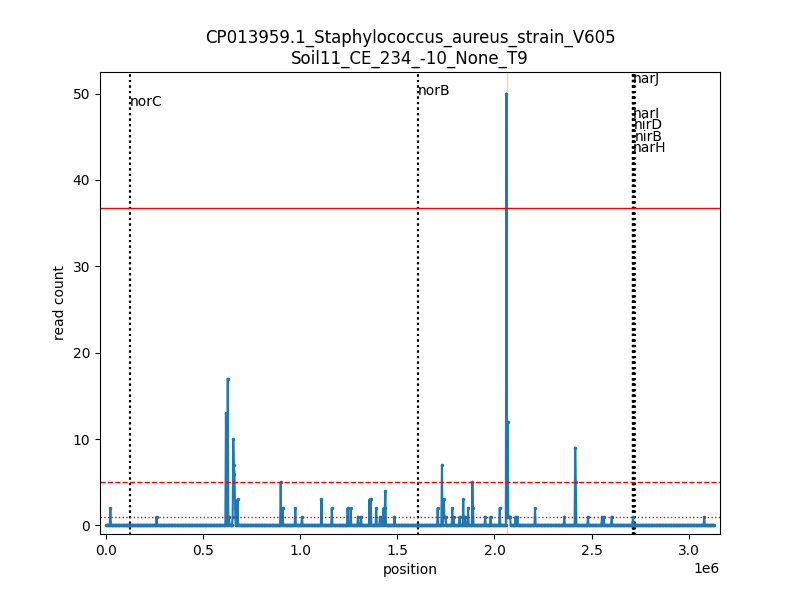 CP013959.1_Staphylococcus_aureus_strain_V605
Soil11_CE_234_-10_None_T9
narJ
norB
norC
narI
nirD
nirB
narH
50
40
30
20
10
0
read count
0.0
0.5
1.0
1.5
2.0
2.5
3.0
1e6
position